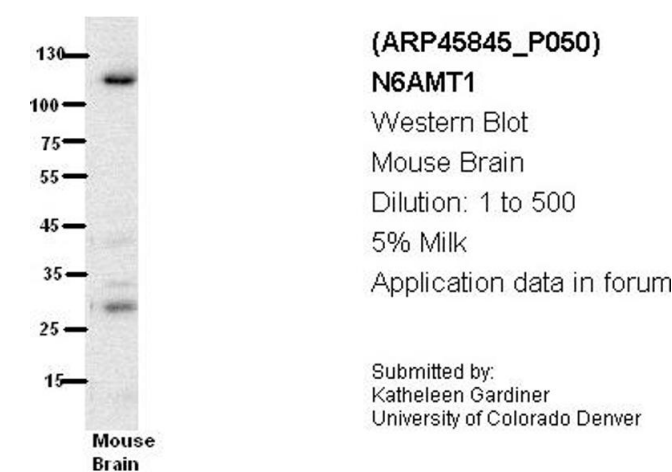 130
100
75
55
45
35
25
15
Mouse
Brain
(ARP45845_P050)
N6AMT1
Western Blot
Mouse Brain
Dilution: 1 to 500
5% Milk
Application data in forum
Submitted by:
Katheleen Gardiner
University of Colorado Denver